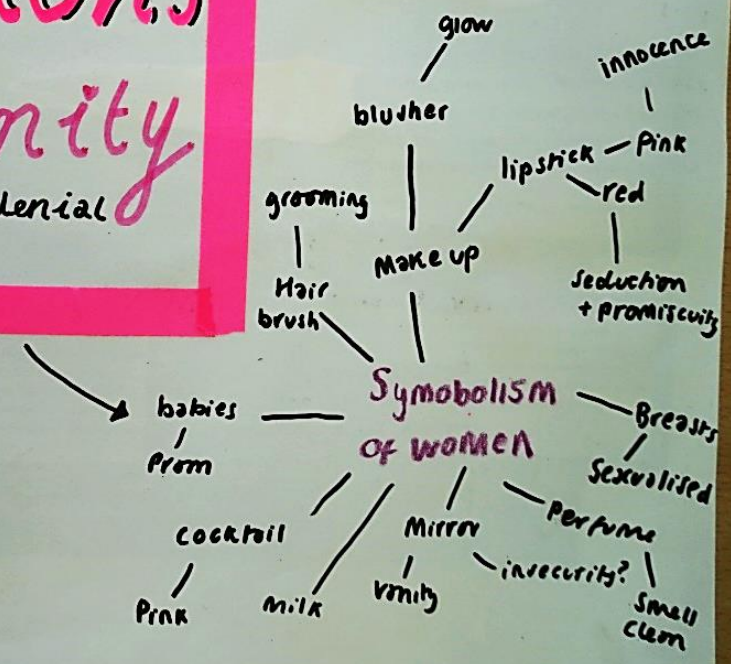 glow
blusher
innocence
lipstick
Pink
red
seduction
+ promiscuity
Make up
grooming
Hair
brush
nity
denial
Symobolism
of women
babies
Prom
Breasts
Sexualised
Perfume
Smell
Clean
Mirror
vanity
insecurity?
cocktail
Pink
Milk